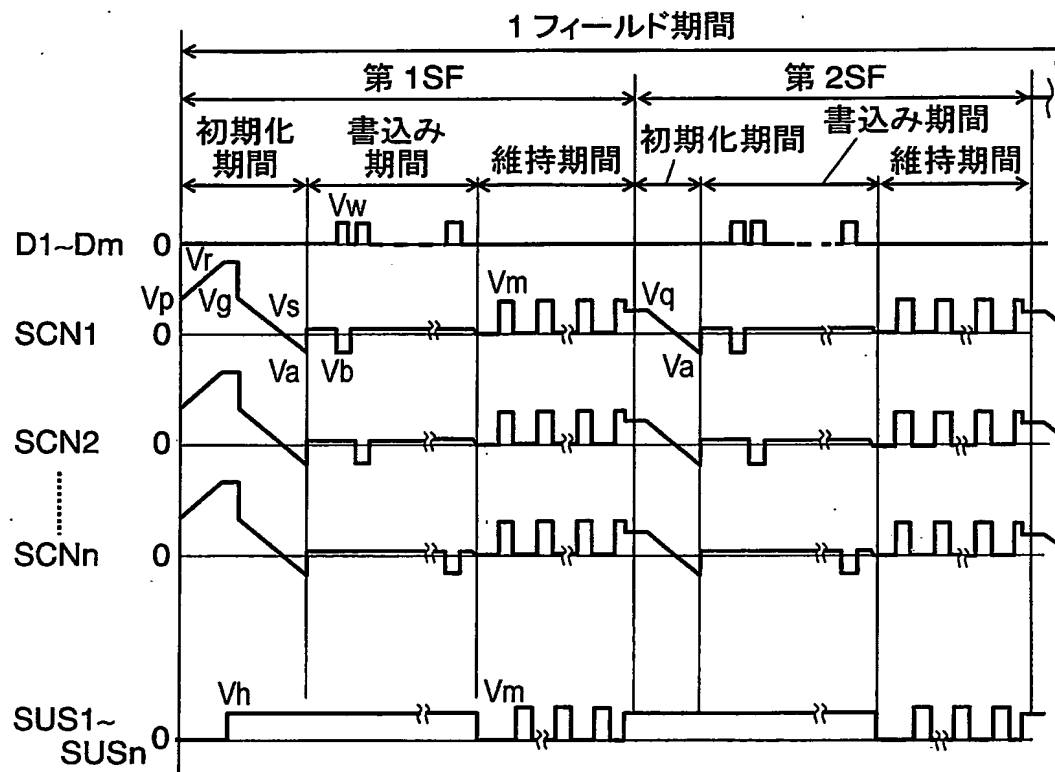 1フィールド期間
第1SF
第2SF
初期化
期間
書込み
期間
維持期間
初期化期間
書込み期間
維持期間
Vw
D1~Dm 0
Vr
Vp
Vg
Vs
Vm
Vq
SCN1 0
Va
Vb
Va
SCN2 0
SCNn 0
Vh
Vm
SUS1~
SUSn 0